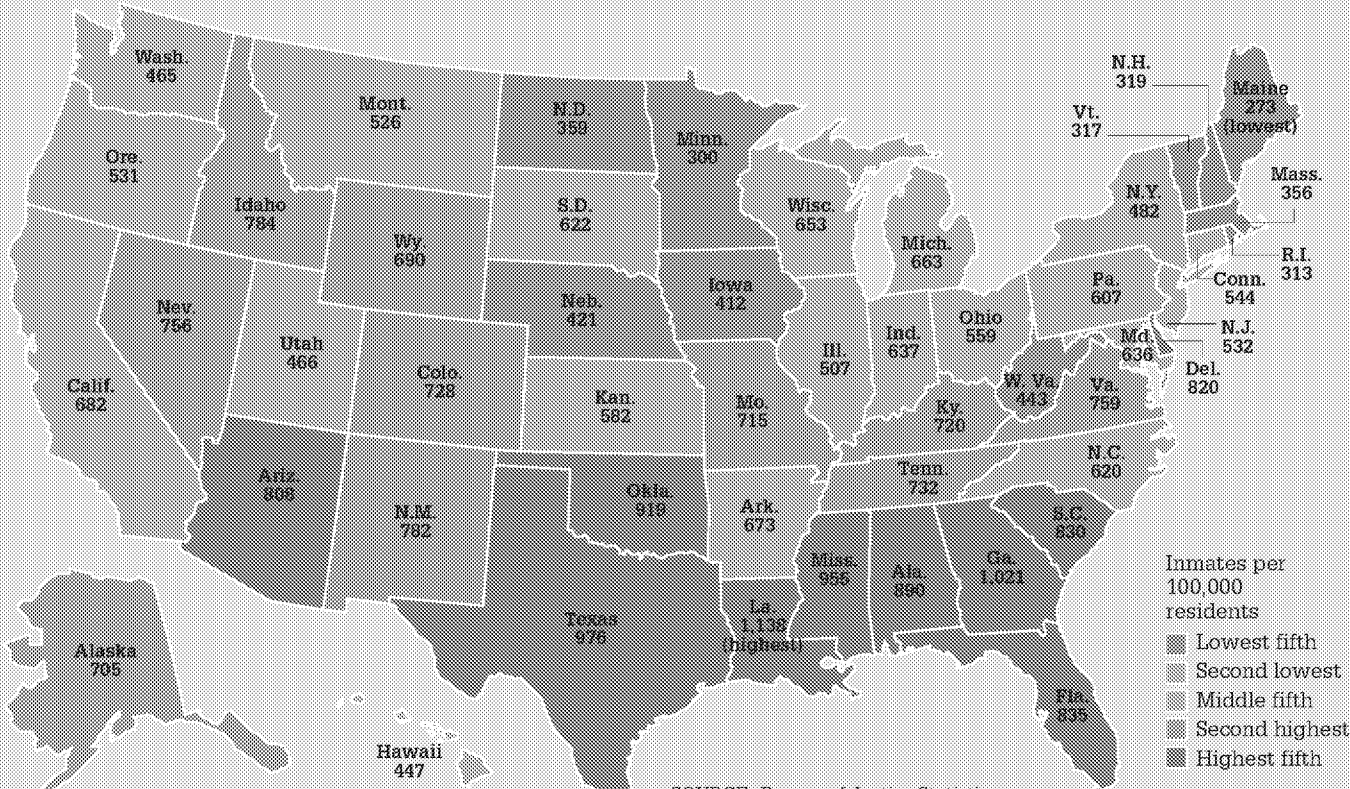 Wash.
465
Mont.
526
N.D.
359
Minn.
300
N.H.
319
Vt.
317
Maine
273
(lowest)
Ore.
531
Idaho
784
Wy.
690
S.D.
622
Wisc.
653
Mich.
663
N.Y.
482
Mass.
356
R.I.
313
Conn.
544
Nev.
756
Utah
466
Colo.
728
Neb.
421
Iowa
412
Ill.
507
Ind.
637
Ohio
559
Pa.
607
N.J.
532
Md.
636
Del.
820
Calif.
682
Kan.
582
Mo.
715
Ky.
720
W. Va.
443
Va.
759
Ariz.
808
N.M.
782
Okla.
919
Ark.
673
Tenn.
732
N.C.
620
S.C.
830
Texas
976
La.
1,138
(highest)
Miss.
955
Ala.
890
Ga.
1,021
Fla.
835
Alaska
705
Hawaii
447
Inmates per
100,000
residents
Lowest fifth
Second lowest
Middle fifth
Second highest
Highest fifth